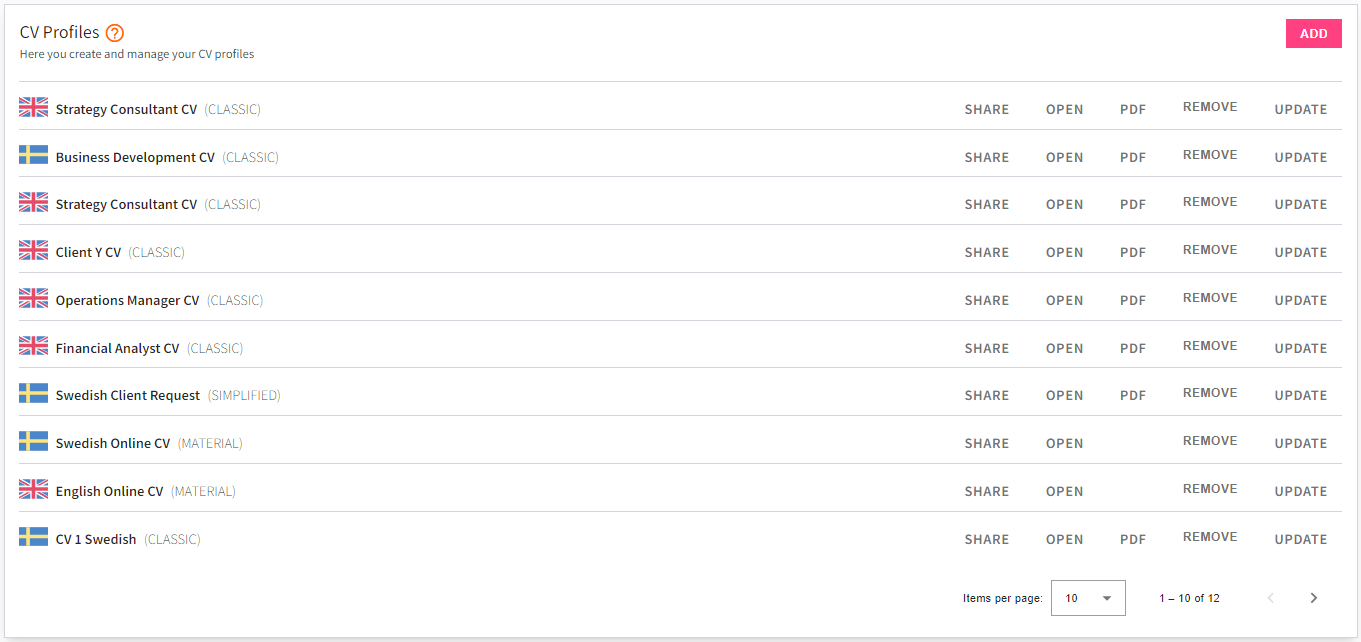 CV Profiles ?
ADD
Here you create and manage your CV profiles
Strategy Consultant CV (CLASSIC) SHARE OPEN PDF REMOVE UPDATE
Business Development CV (CLASSIC) SHARE OPEN PDF REMOVE UPDATE
Strategy Consultant CV (CLASSIC) SHARE OPEN PDF REMOVE UPDATE
Client Y CV (CLASSIC) SHARE OPEN PDF REMOVE UPDATE
Operations Manager CV (CLASSIC) SHARE OPEN PDF REMOVE UPDATE
Financial Analyst CV (CLASSIC) SHARE OPEN PDF REMOVE UPDATE
Swedish Client Request (SIMPLIFIED) SHARE OPEN PDF REMOVE UPDATE
Swedish Online CV (MATERIAL) SHARE OPEN REMOVE UPDATE
English Online CV (MATERIAL) SHARE OPEN REMOVE UPDATE
CV 1 Swedish (CLASSIC) SHARE OPEN PDF REMOVE UPDATE
Items per page: 10 1 – 10 of 12